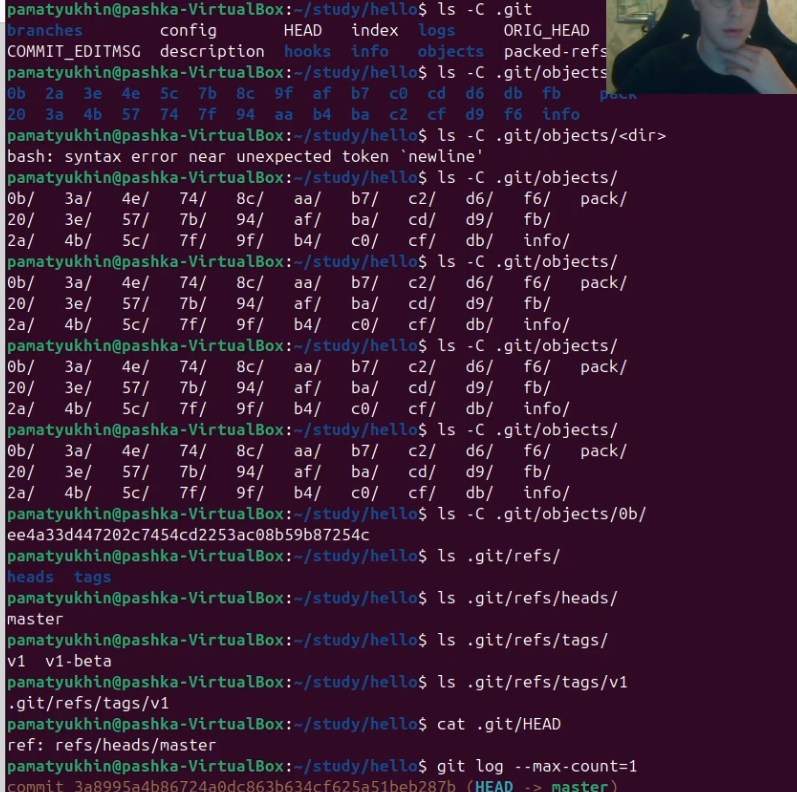 pamatyukhin@pashka-VirtualBox:~/study/hello$ ls -C .git
branches        config       HEAD   index  logs     ORIG_HEAD
COMMIT_EDITMSG  description  hooks  info   objects  packed-refs
pamatyukhin@pashka-VirtualBox:~/study/hello$ ls -C .git/objects
0b  2a  3e  4e  5c  7b  8c  9f  af  b7  c0  cd  d6  db  fb    pack
20  3a  4b  57  74  7f  94  aa  b4  ba  c2  cf  d9  f6  info
pamatyukhin@pashka-VirtualBox:~/study/hello$ ls -C .git/objects/<dir>
bash: syntax error near unexpected token `newline'
pamatyukhin@pashka-VirtualBox:~/study/hello$ ls -C .git/objects/
0b/   3a/   4e/   74/   8c/   aa/   b7/   c2/   d6/   f6/    pack/
20/   3e/   57/   7b/   94/   af/   ba/   cd/   d9/   fb/
2a/   4b/   5c/   7f/   9f/   b4/   c0/   cf/   db/   info/
pamatyukhin@pashka-VirtualBox:~/study/hello$ ls -C .git/objects/
0b/   3a/   4e/   74/   8c/   aa/   b7/   c2/   d6/   f6/    pack/
20/   3e/   57/   7b/   94/   af/   ba/   cd/   d9/   fb/
2a/   4b/   5c/   7f/   9f/   b4/   c0/   cf/   db/   info/
pamatyukhin@pashka-VirtualBox:~/study/hello$ ls -C .git/objects/
0b/   3a/   4e/   74/   8c/   aa/   b7/   c2/   d6/   f6/    pack/
20/   3e/   57/   7b/   94/   af/   ba/   cd/   d9/   fb/
2a/   4b/   5c/   7f/   9f/   b4/   c0/   cf/   db/   info/
pamatyukhin@pashka-VirtualBox:~/study/hello$ ls -C .git/objects/
0b/   3a/   4e/   74/   8c/   aa/   b7/   c2/   d6/   f6/    pack/
20/   3e/   57/   7b/   94/   af/   ba/   cd/   d9/   fb/
2a/   4b/   5c/   7f/   9f/   b4/   c0/   cf/   db/   info/
pamatyukhin@pashka-VirtualBox:~/study/hello$ ls -C .git/objects/0b/
ee4a33d447202c7454cd2253ac08b59b87254c
pamatyukhin@pashka-VirtualBox:~/study/hello$ ls .git/refs/
heads  tags
pamatyukhin@pashka-VirtualBox:~/study/hello$ ls .git/refs/heads/
master
pamatyukhin@pashka-VirtualBox:~/study/hello$ ls .git/refs/tags/
v1  v1-beta
pamatyukhin@pashka-VirtualBox:~/study/hello$ ls .git/refs/tags/v1
.git/refs/tags/v1
pamatyukhin@pashka-VirtualBox:~/study/hello$ cat .git/HEAD
ref: refs/heads/master
pamatyukhin@pashka-VirtualBox:~/study/hello$ git log --max-count=1
commit 3a8995a4b86724a0dc863b634cf625a51beb287b (HEAD -> master)